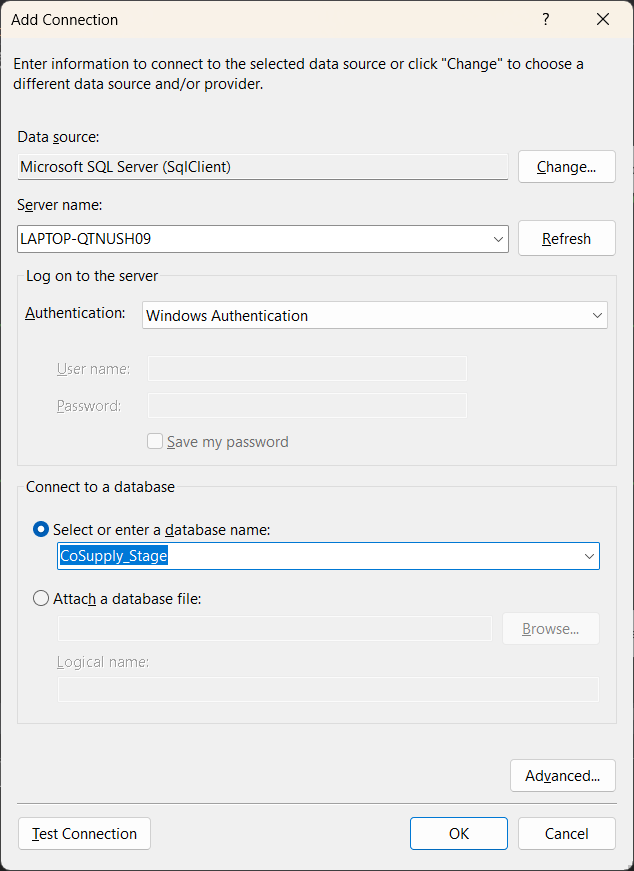 Add Connection
?
Enter information to connect to the selected data source or click "Change" to choose a
different data source and/or provider.
Data source:
Microsoft SQL Server (SqlClient)
Change...
Server name:
LAPTOP-QTNUSH09
Refresh
Log on to the server
Authentication:
Windows Authentication
User name:
Password:
Save my password
Connect to a database
Select or enter a database name:
CoSupply_Stage
Attach a database file:
Browse...
Logical name:
Advanced...
Test Connection
OK
Cancel